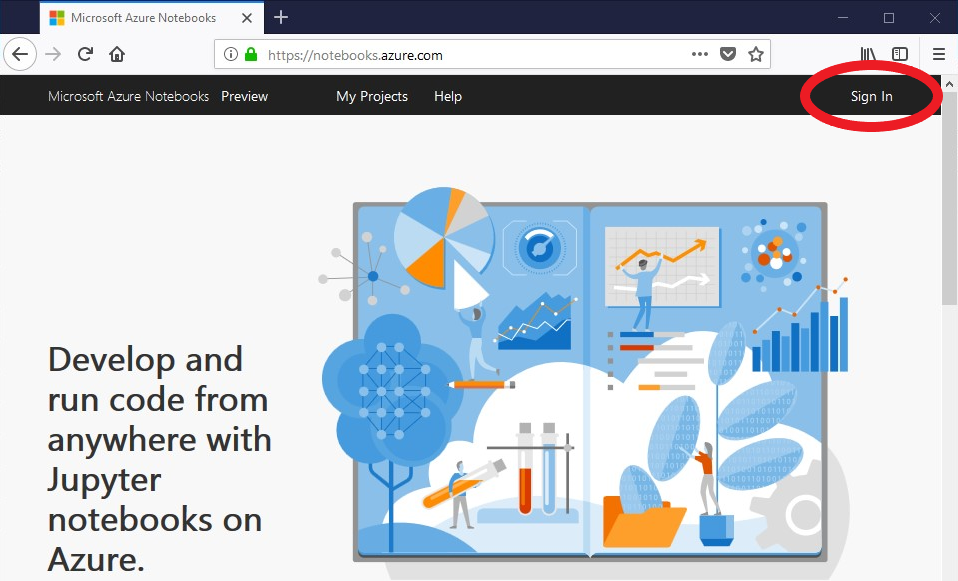 Microsoft Azure Notebooks
https://notebooks.azure.com
Microsoft Azure Notebooks Preview My Projects Help Sign In
Develop and
run code from
anywhere with
Jupyter
notebooks on
Azure.